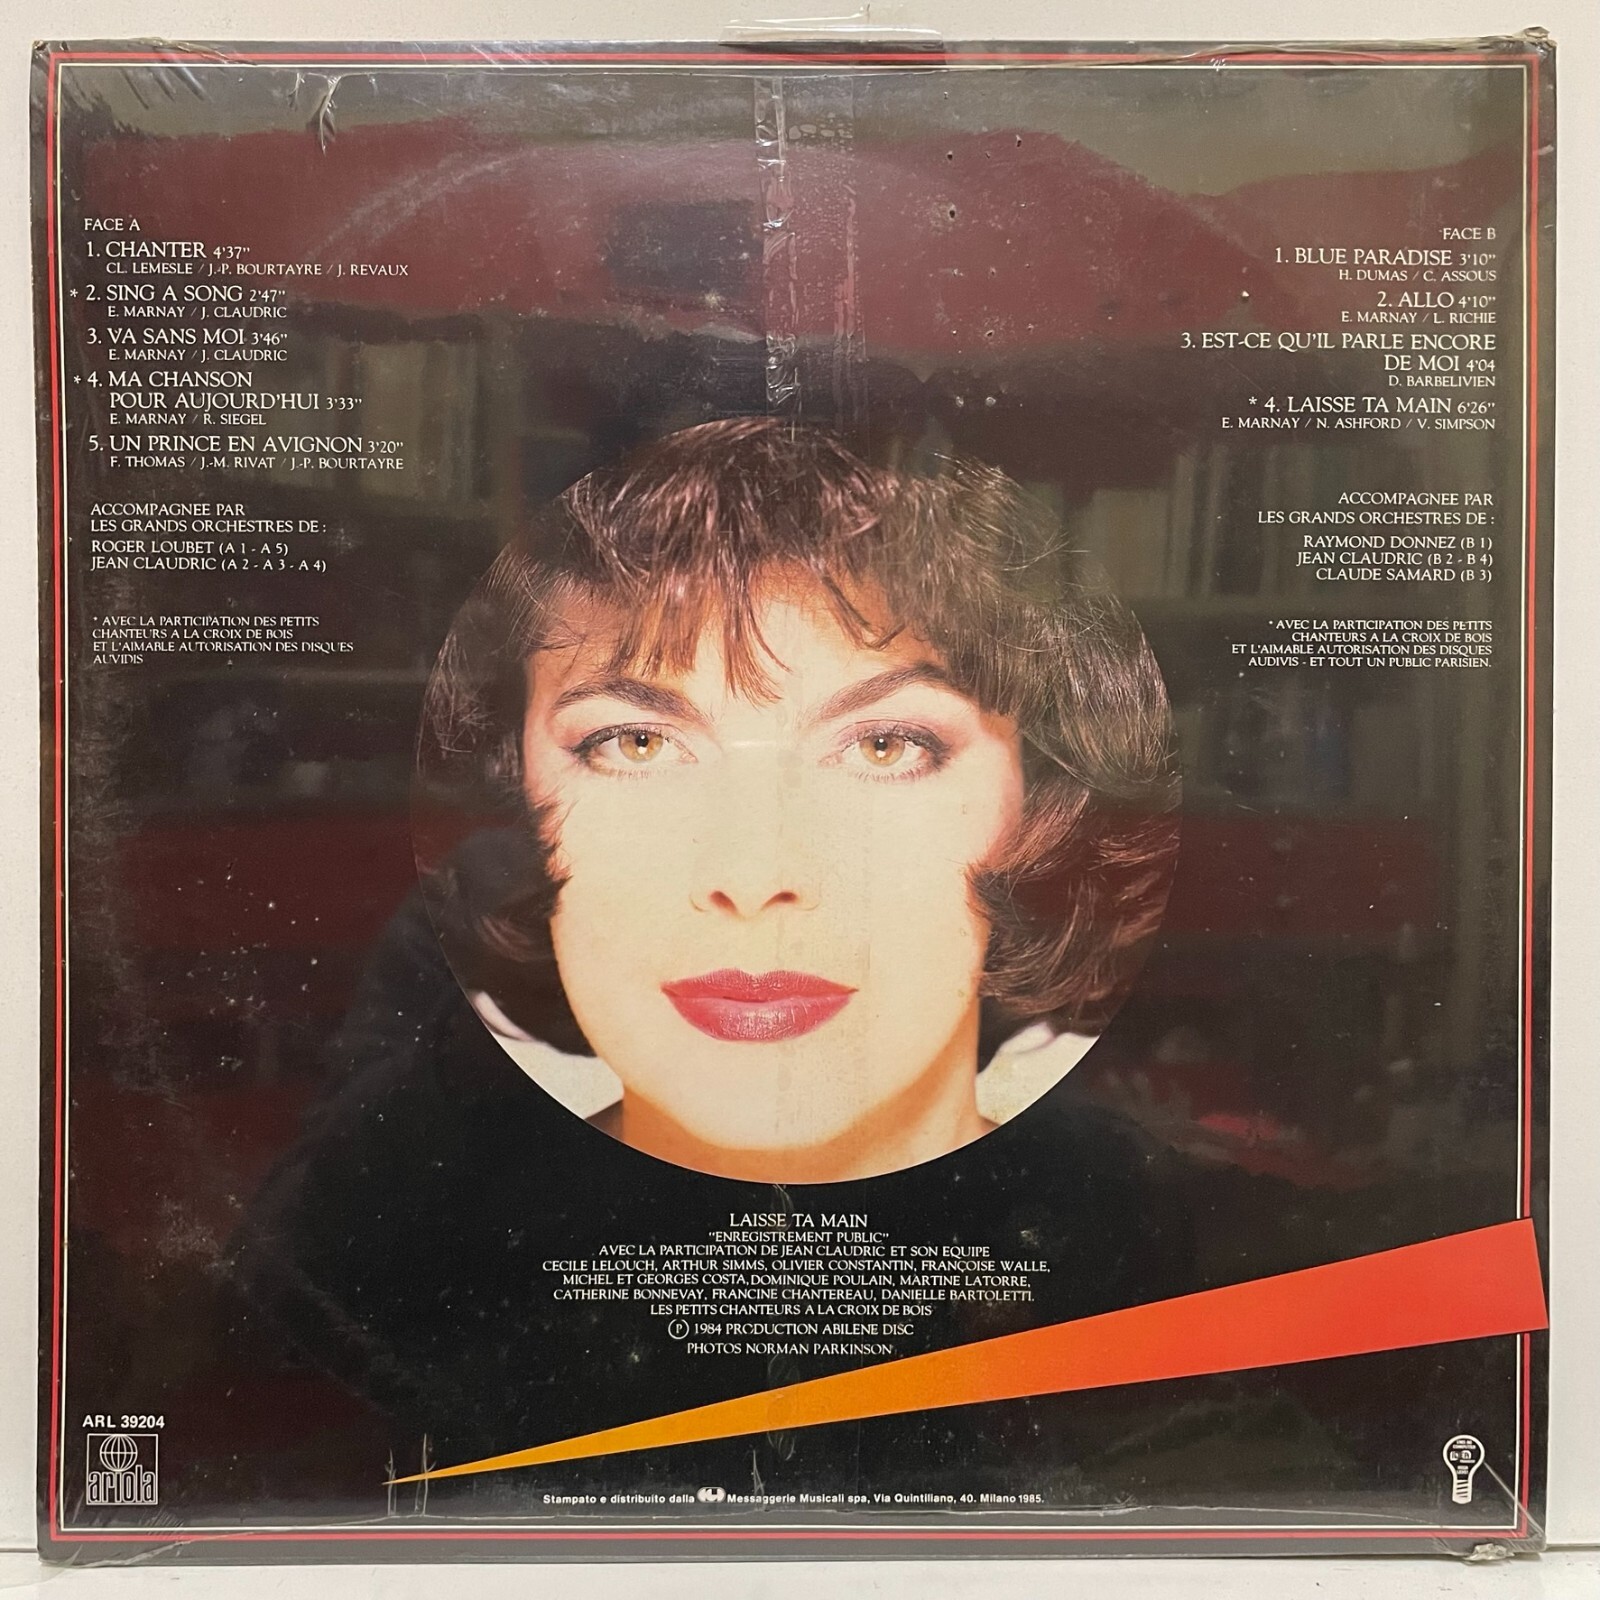 FACE A
1. CHANTER 4'37"
CL. LEMESLE / J.-P. BOURTAYRE / J. REVAUX
* 2. SING A SONG 2'47"
E. MARNAY / J. CLAUDRIC
3. VA SANS MOI 3'46"
E. MARNAY / J. CLAUDRIC
* 4. MA CHANSON
POUR AUJOURD'HUI 3'33"
E. MARNAY / R. SIEGEL
5. UN PRINCE EN AVIGNON 3'20"
F. THOMAS / J.-M. RIVAT / J.-P. BOURTAYRE
ACCOMPAGNEE PAR
LES GRANDS ORCHESTRES DE :
ROGER LOUBET (A 1 - A 5)
JEAN CLAUDRIC (A 2 - A 3 - A 4)
* AVEC LA PARTICIPATION DES PETITS
CHANTEURS A LA CROIX DE BOIS
ET L'AIMABLE AUTORISATION DES DISQUES
AUVIDIS
FACE B
1. BLUE PARADISE 3'10"
H. DUMAS / C. ASSOUS
2. ALLO 4'10"
E. MARNAY / L. RICHIE
3. EST-CE QU'IL PARLE ENCORE
DE MOI 4'04
D. BARBELIVIEN
* 4. LAISSE TA MAIN 6'26"
E. MARNAY / N. ASHFORD / V. SIMPSON
ACCOMPAGNEE PAR
LES GRANDS ORCHESTRES DE :
RAYMOND DONNEZ (B 1)
JEAN CLAUDRIC (B 2 - B 4)
CLAUDE SAMARD (B 3)
* AVEC LA PARTICIPATION DES PETITS
CHANTEURS A LA CROIX DE BOIS
ET L'AIMABLE AUTORISATION DES DISQUES
AUDIVIS - ET TOUT UN PUBLIC PARISIEN.
LAISSE TA MAIN
"ENREGISTREMENT PUBLIC"
AVEC LA PARTICIPATION DE JEAN CLAUDRIC ET SON EQUIPE
CECILE LELOUCH, ARTHUR SIMMS, OLIVIER CONSTANTIN, FRANÇOISE WALLE,
MICHEL ET GEORGES COSTA, DOMINIQUE POULAIN, MARTINE LATORRE,
CATHERINE BONNEVAY, FRANCINE CHANTEREAU, DANIELLE BARTOLETTI.
LES PETITS CHANTEURS A LA CROIX DE BOIS
℗ 1984 PRODUCTION ABILENE DISC
PHOTOS NORMAN PARKINSON
ARL 39204
ariola
Stampato e distribuito dalla Messaggerie Musicali spa, Via Quintiliano, 40. Milano 1985.